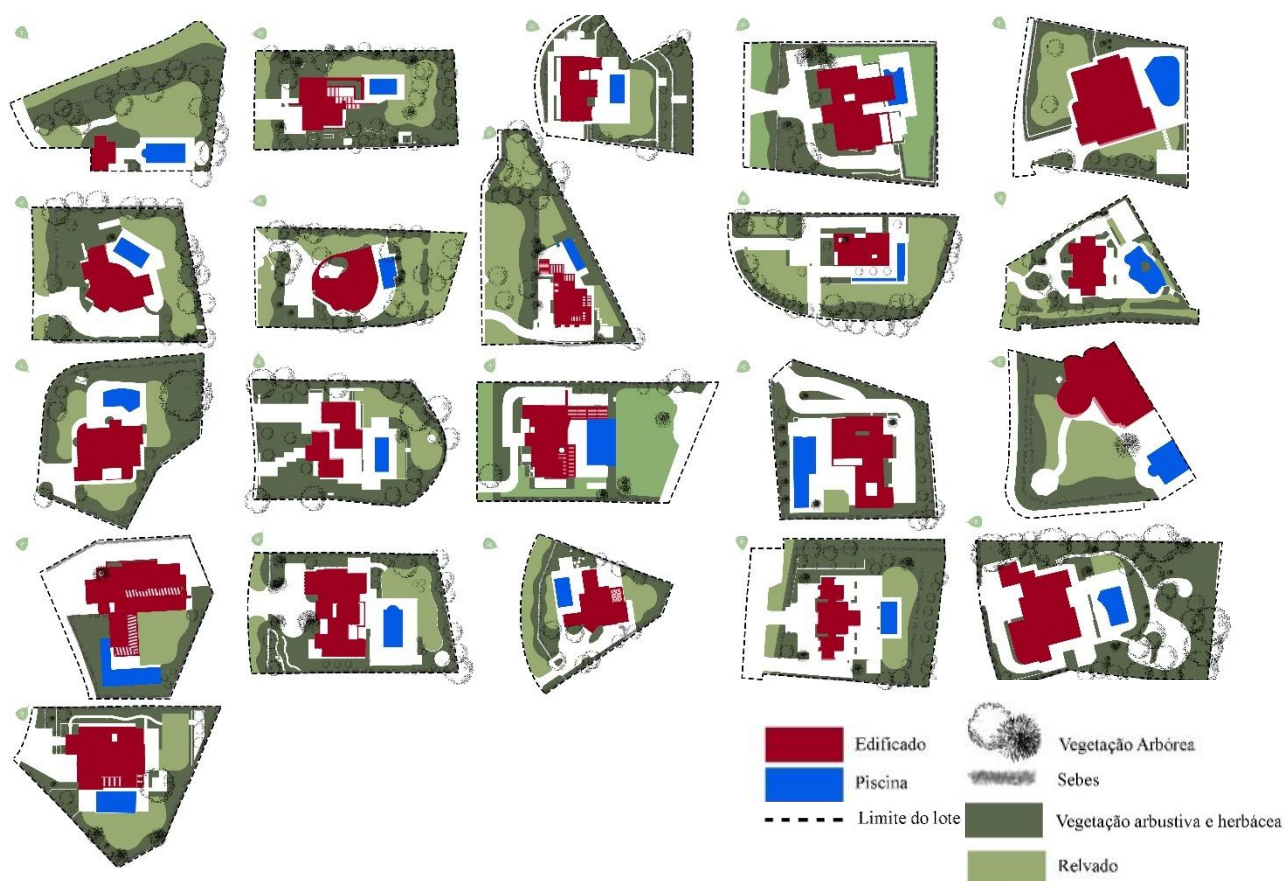 Edificado
Piscina
Limite do lote
Vegetação Arbórea
Sebes
Vegetação arbustiva e herbácea
Relvado